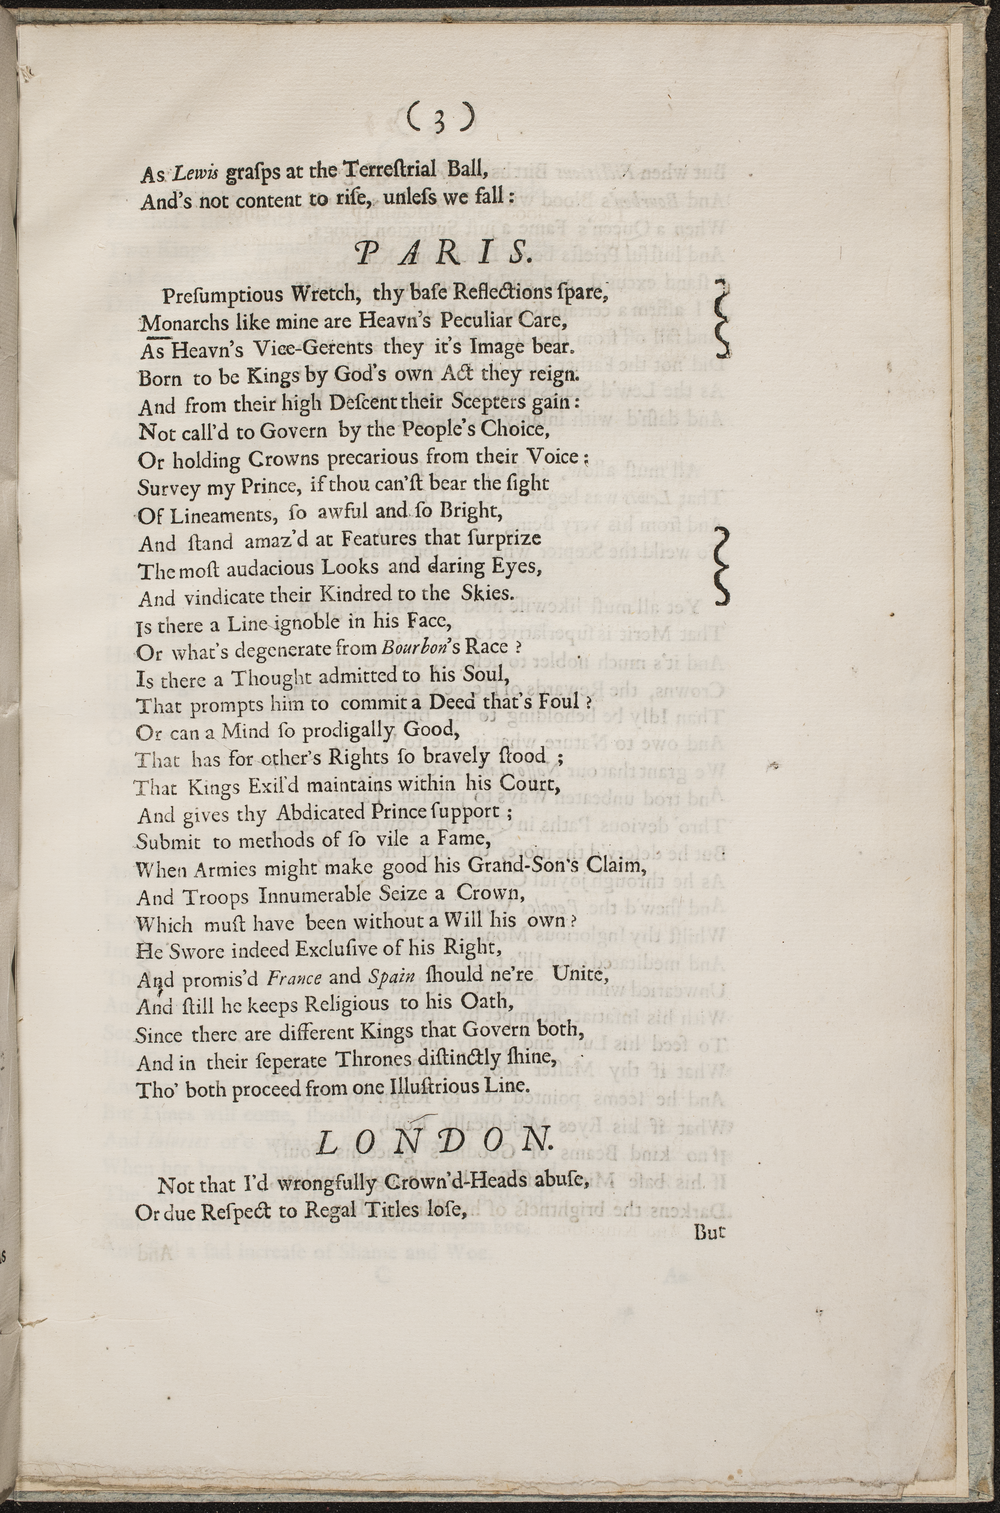 ( 3 )
As Lewis graſps at the Terreſtrial Ball,
And's not content to riſe, unleſs we fall :
PARIS.
Preſumptious Wretch, thy baſe Reflections ſpare,
Monarchs like mine are Heavn's Peculiar Care,
As Heavn's Vice-Gerents they it's Image bear.
Born to be Kings by God's own Act they reign.
And from their high Deſcent their Scepters gain :
Not call'd to Govern by the People's Choice,
Or holding Crowns precarious from their Voice ;
Survey my Prince, if thou can'ſt bear the ſight
Of Lineaments, ſo awful and ſo Bright,
And ſtand amaz'd at Features that ſurprize
The moſt audacious Looks and daring Eyes,
And vindicate their Kindred to the Skies.
Is there a Line ignoble in his Face,
Or what's degenerate from Bourbon's Race ?
Is there a Thought admitted to his Soul,
That prompts him to commit a Deed that's Foul ?
Or can a Mind ſo prodigally Good,
That has for other's Rights ſo bravely ſtood ;
That Kings Exil'd maintains within his Court,
And gives thy Abdicated Prince ſupport ;
Submit to methods of ſo vile a Fame,
When Armies might make good his Grand-Son's Claim,
And Troops Innumerable Seize a Crown,
Which muſt have been without a Will his own ?
He Swore indeed Excluſive of his Right,
And promis'd France and Spain ſhould ne're Unite,
And ſtill he keeps Religious to his Oath,
Since there are different Kings that Govern both,
And in their ſeperate Thrones diſtinctly ſhine,
Tho' both proceed from one Illuſtrious Line.
LONDON.
Not that I'd wrongfully Crown'd-Heads abuſe,
Or due Reſpect to Regal Titles loſe,
But